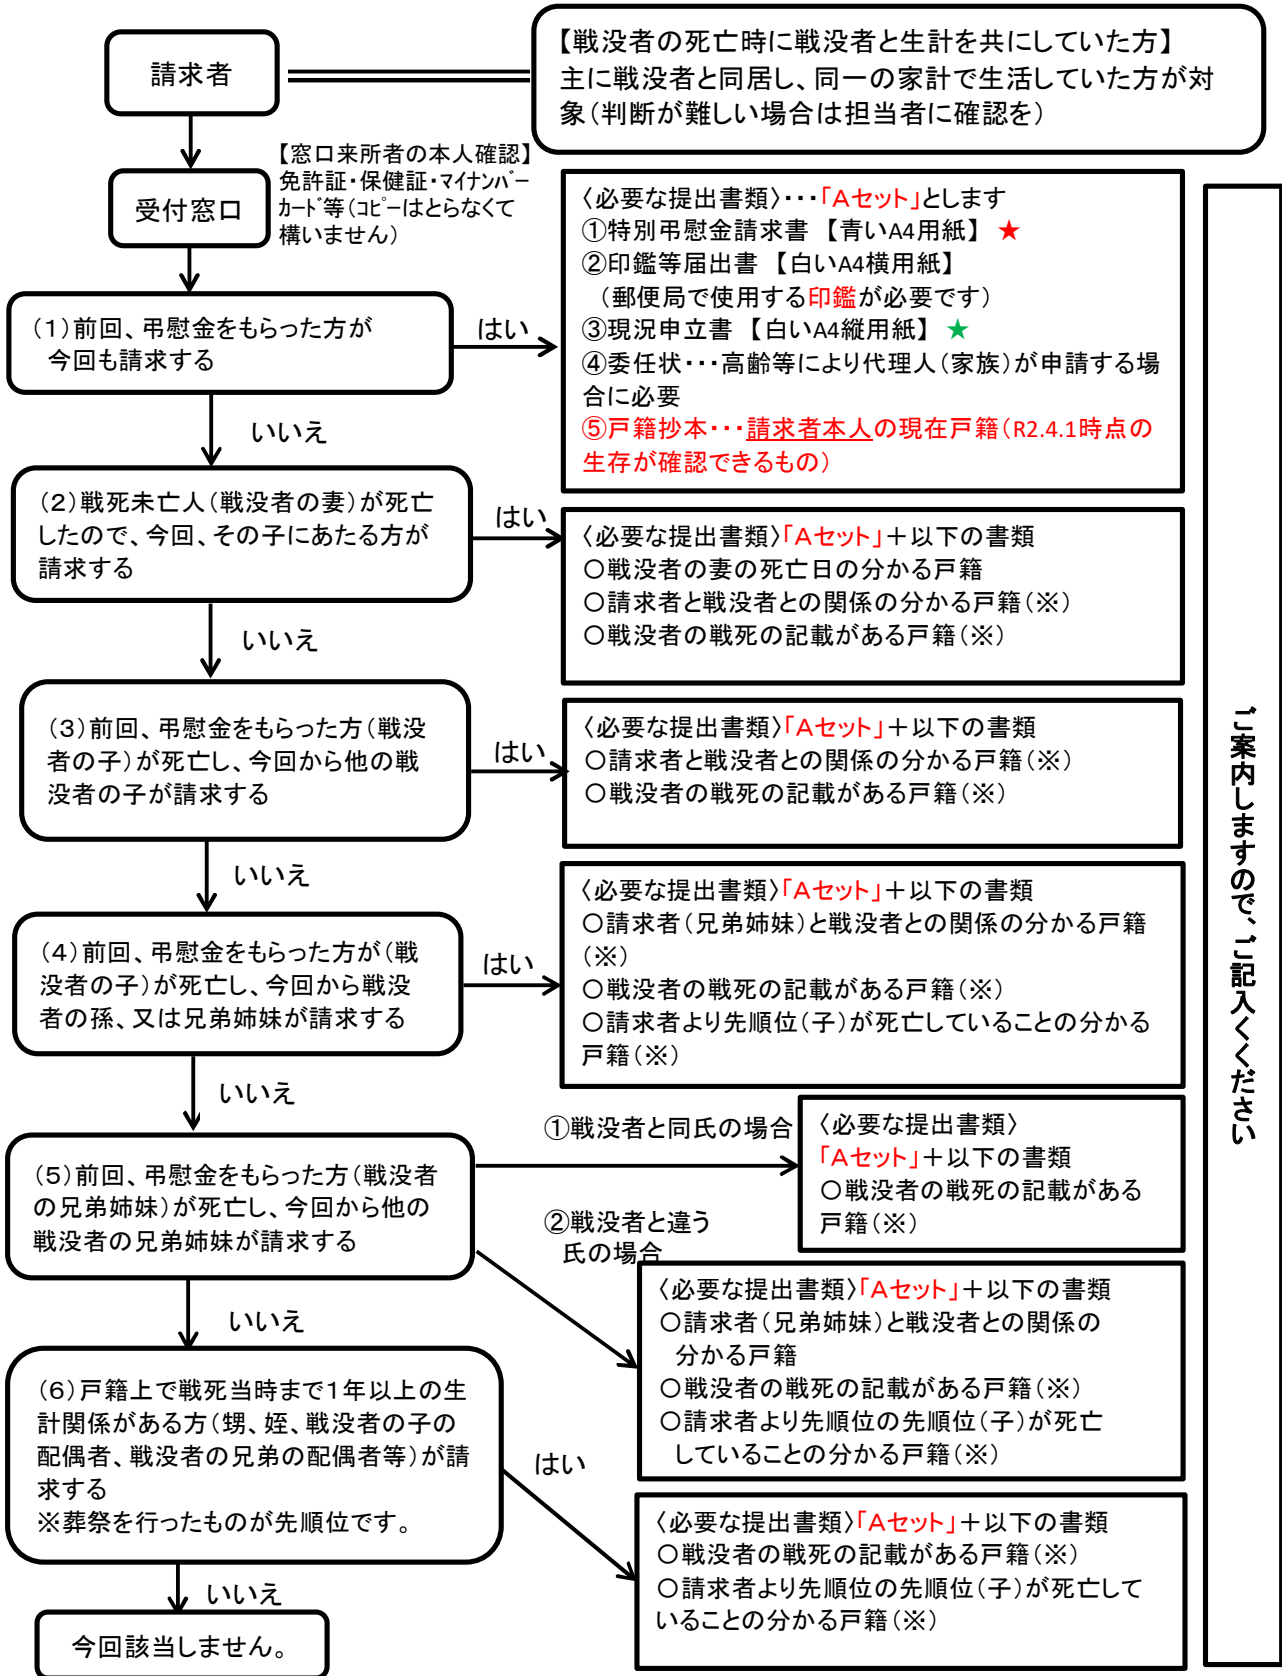 請求者
【戦没者の死亡時に戦没者と生計を共にしていた方】
主に戦没者と同居し、同一の家計で生活していた方が対
象（判断が難しい場合は担当者に確認を）
受付窓口
【窓口来所者の本人確認】
免許証・保健証・マイナンバー
カード等（コピーはとらなくて
構いません）
（1）前回、弔慰金をもらった方が
今回も請求する
はい
〈必要な提出書類〉・・・「Aセット」とします
①特別弔慰金請求書 【青いA4用紙】 ★
②印鑑等届出書 【白いA4横用紙】
（郵便局で使用する印鑑が必要です）
③現況申立書 【白いA4縦用紙】 ★
④委任状・・・高齢等により代理人（家族）が申請する場
合に必要
⑤戸籍抄本・・・請求者本人の現在戸籍（R2.4.1時点の
生存が確認できるもの）
いいえ
（2）戦死未亡人（戦没者の妻）が死亡
したので、今回、その子にあたる方が
請求する
はい
〈必要な提出書類〉「Aセット」＋以下の書類
○戦没者の妻の死亡日の分かる戸籍
○請求者と戦没者との関係の分かる戸籍（※）
○戦没者の戦死の記載がある戸籍（※）
いいえ
（3）前回、弔慰金をもらった方（戦没
者の子）が死亡し、今回から他の戦
没者の子が請求する
はい
〈必要な提出書類〉「Aセット」＋以下の書類
○請求者と戦没者との関係の分かる戸籍（※）
○戦没者の戦死の記載がある戸籍（※）
いいえ
（4）前回、弔慰金をもらった方が（戦
没者の子）が死亡し、今回から戦没
者の孫、又は兄弟姉妹が請求する
はい
〈必要な提出書類〉「Aセット」＋以下の書類
○請求者（兄弟姉妹）と戦没者との関係の分かる戸籍
（※）
○戦没者の戦死の記載がある戸籍（※）
○請求者より先順位（子）が死亡していることの分かる
戸籍（※）
いいえ
（5）前回、弔慰金をもらった方（戦没者
の兄弟姉妹）が死亡し、今回から他の
戦没者の兄弟姉妹が請求する
①戦没者と同氏の場合
〈必要な提出書類〉
「Aセット」＋以下の書類
○戦没者の戦死の記載がある
戸籍（※）
②戦没者と違う
氏の場合
〈必要な提出書類〉「Aセット」＋以下の書類
○請求者（兄弟姉妹）と戦没者との関係の
分かる戸籍
○戦没者の戦死の記載がある戸籍（※）
○請求者より先順位の先順位（子）が死亡
していることの分かる戸籍（※）
いいえ
（6）戸籍上で戦死当時まで1年以上の生
計関係がある方（甥、姪、戦没者の子の
配偶者、戦没者の兄弟の配偶者等）が請
求する
※葬祭を行ったものが先順位です。
はい
〈必要な提出書類〉「Aセット」＋以下の書類
○戦没者の戦死の記載がある戸籍（※）
○請求者より先順位の先順位（子）が死亡して
いることの分かる戸籍（※）
いいえ
今回該当しません。
ご案内しますので、ご記入くください